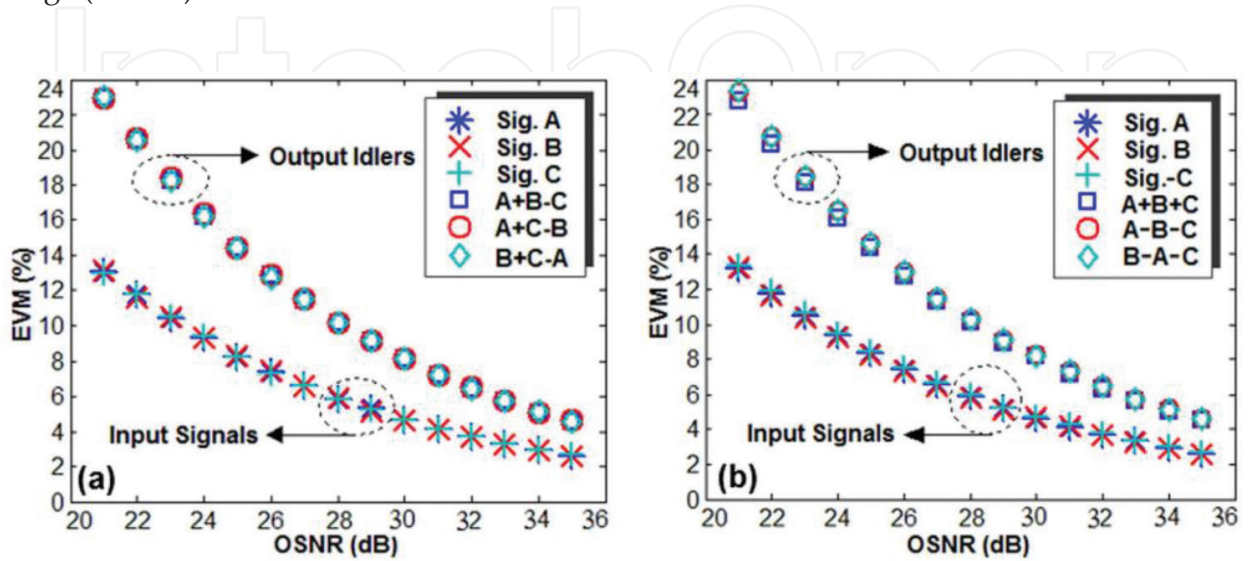 IntechOpen
24
22
20
18
16
14
12
10
8
6
4
2
0
EVM (%)
20 22 24 26 28 30 32 34 36
OSNR (dB)
Sig. A
Sig. B
Sig. C
A+B-C
A+C-B
B+C-A
Output Idlers
Input Signals
(a)
24
22
20
18
16
14
12
10
8
6
4
2
0
EVM (%)
20 22 24 26 28 30 32 34 36
OSNR (dB)
Sig. A
Sig. B
Sig.-C
A+B+C
A-B-C
B-A-C
Output Idlers
Input Signals
(b)